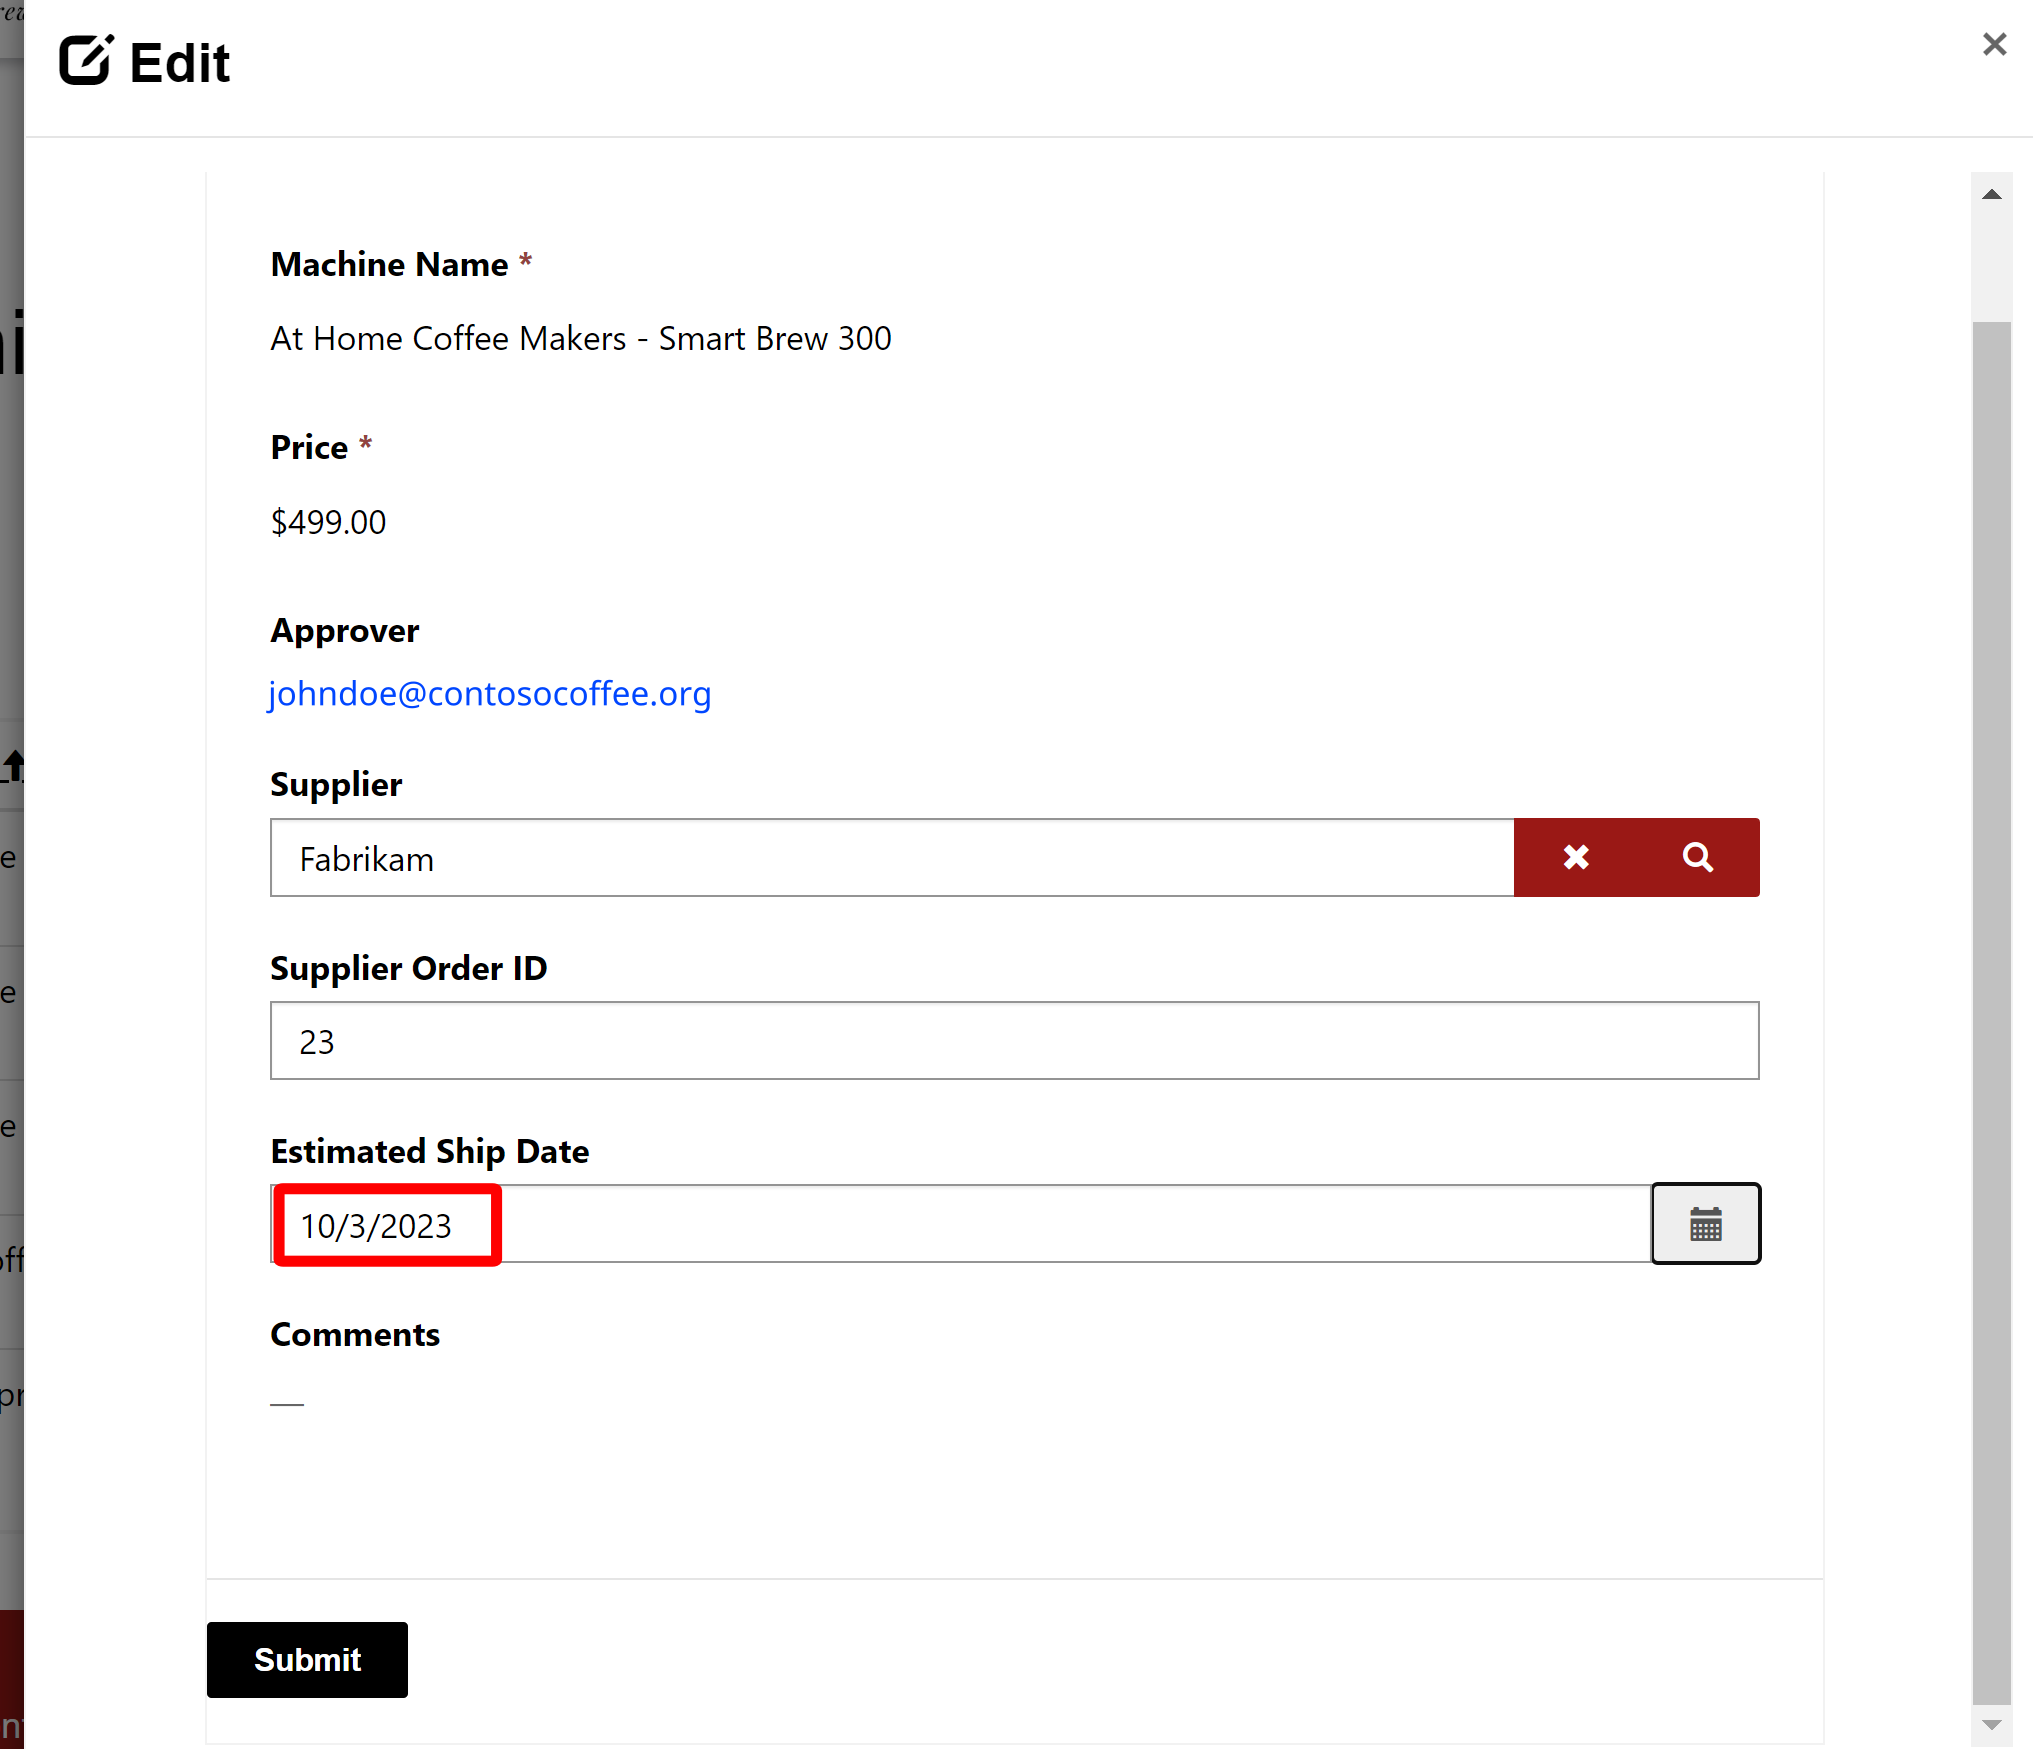 Edit
Machine Name *
At Home Coffee Makers - Smart Brew 300
Price *
$499.00
Approver
johndoe@contosocoffee.org
Supplier
Fabrikam
Supplier Order ID
23
Estimated Ship Date
10/3/2023
Comments
—
Submit